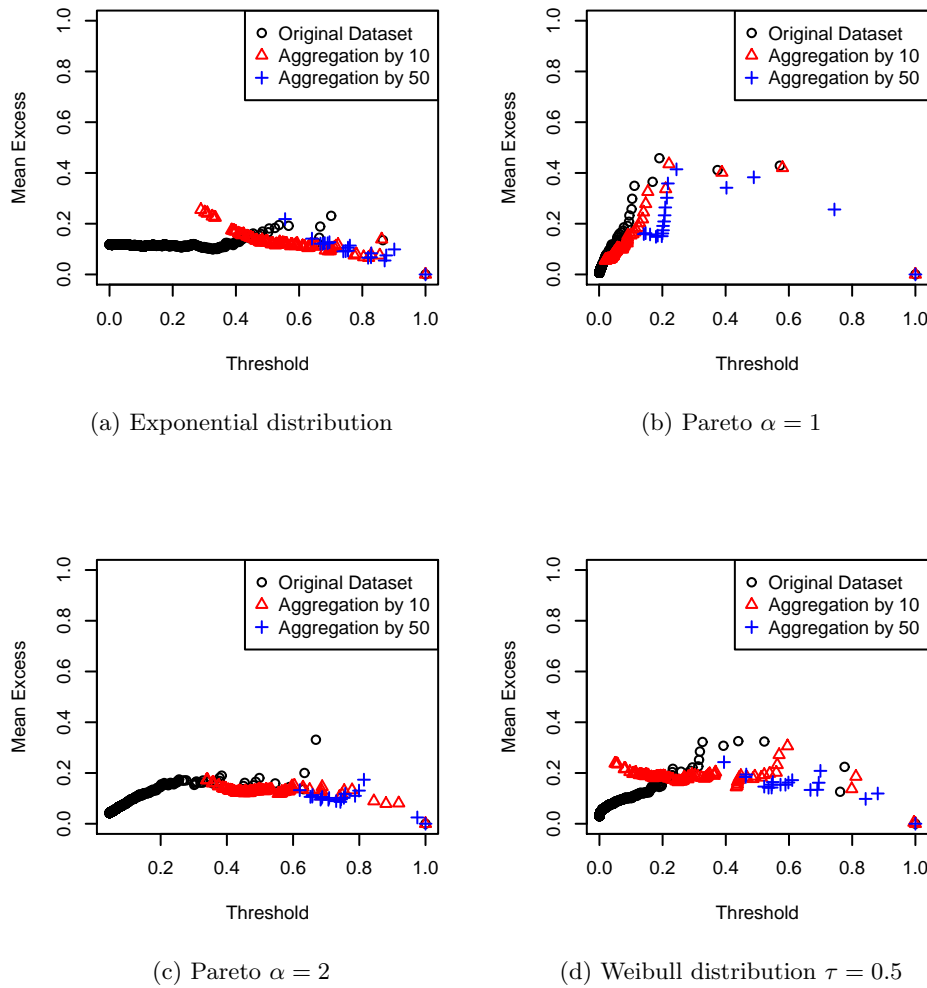 Original Dataset
Aggregation by 10
Aggregation by 50
Mean Excess
0.0 0.2 0.4 0.6 0.8 1.0
0.0 0.2 0.4 0.6 0.8 1.0
Threshold
(a) Exponential distribution
Original Dataset
Aggregation by 10
Aggregation by 50
Mean Excess
0.0 0.2 0.4 0.6 0.8 1.0
0.0 0.2 0.4 0.6 0.8 1.0
Threshold
(b) Pareto α = 1
Original Dataset
Aggregation by 10
Aggregation by 50
Mean Excess
0.0 0.2 0.4 0.6 0.8 1.0
0.2 0.4 0.6 0.8 1.0
Threshold
(c) Pareto α = 2
Original Dataset
Aggregation by 10
Aggregation by 50
Mean Excess
0.0 0.2 0.4 0.6 0.8 1.0
0.0 0.2 0.4 0.6 0.8 1.0
Threshold
(d) Weibull distribution τ = 0.5